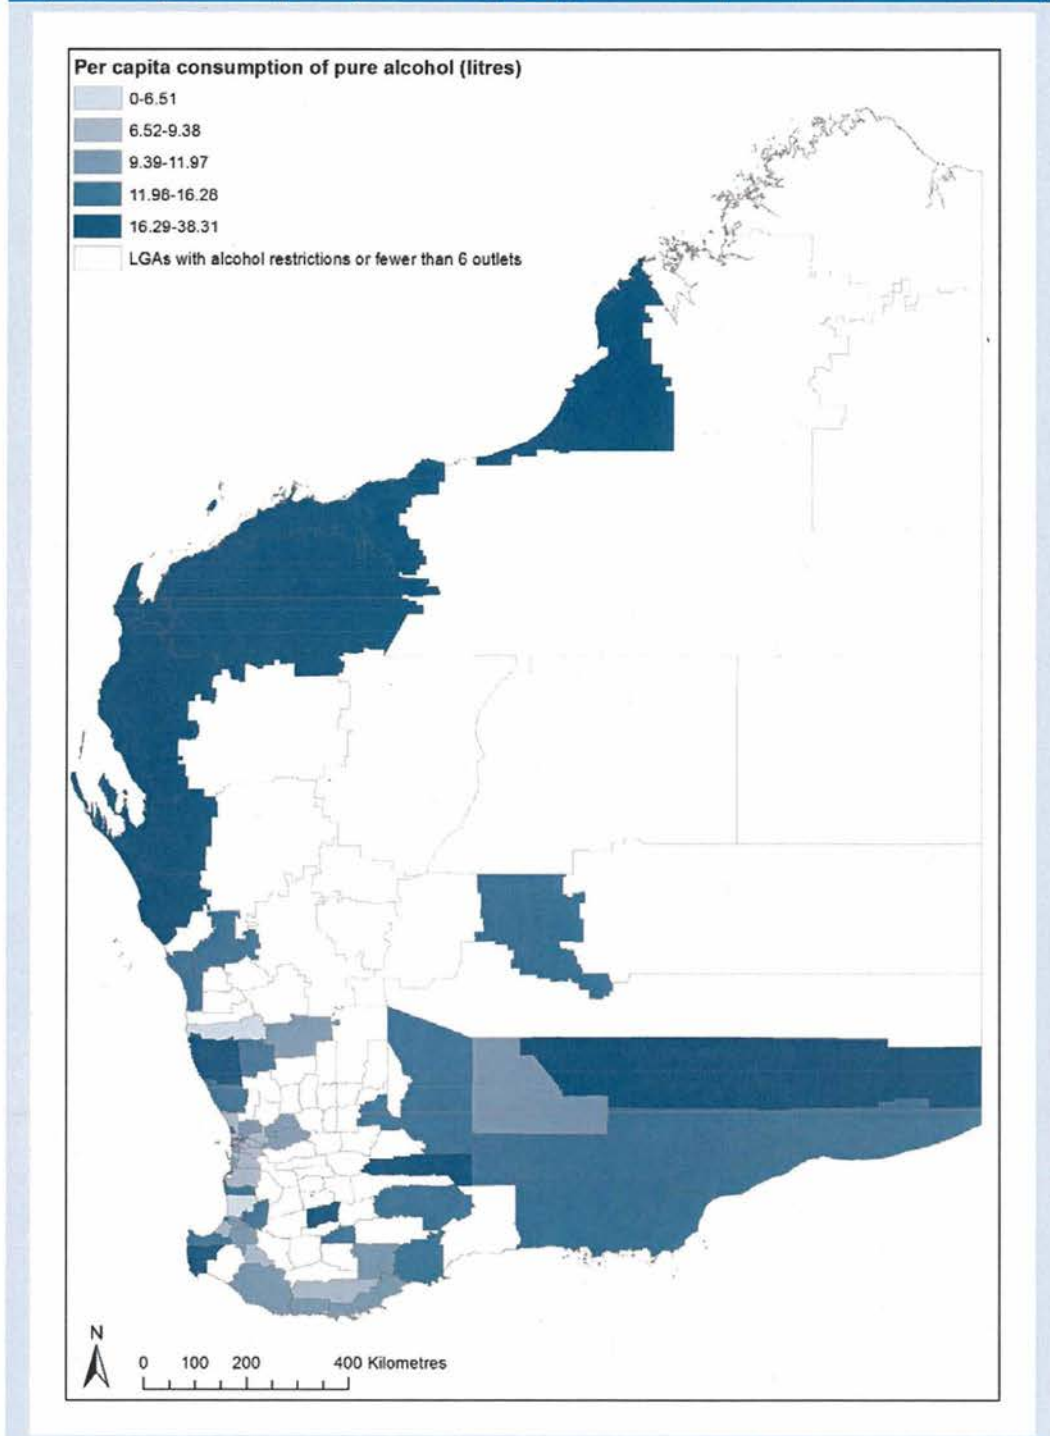 Per capita consumption of pure alcohol (litres)
0-6.51
6.52-9.38
9.39-11.97
11.98-16.28
16.29-38.31
LGAs with alcohol restrictions or fewer than 6 outlets
N
0 100 200 400 Kilometres